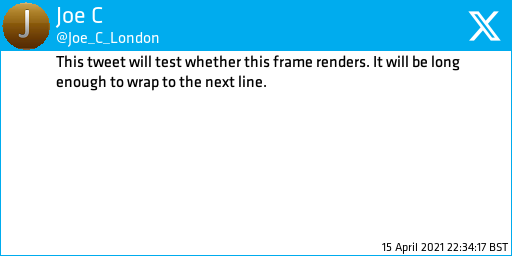 J
Joe C
@Joe_C_London
This tweet will test whether this frame renders. It will be long
enough to wrap to the next line.
15 April 2021 22:34:17 BST